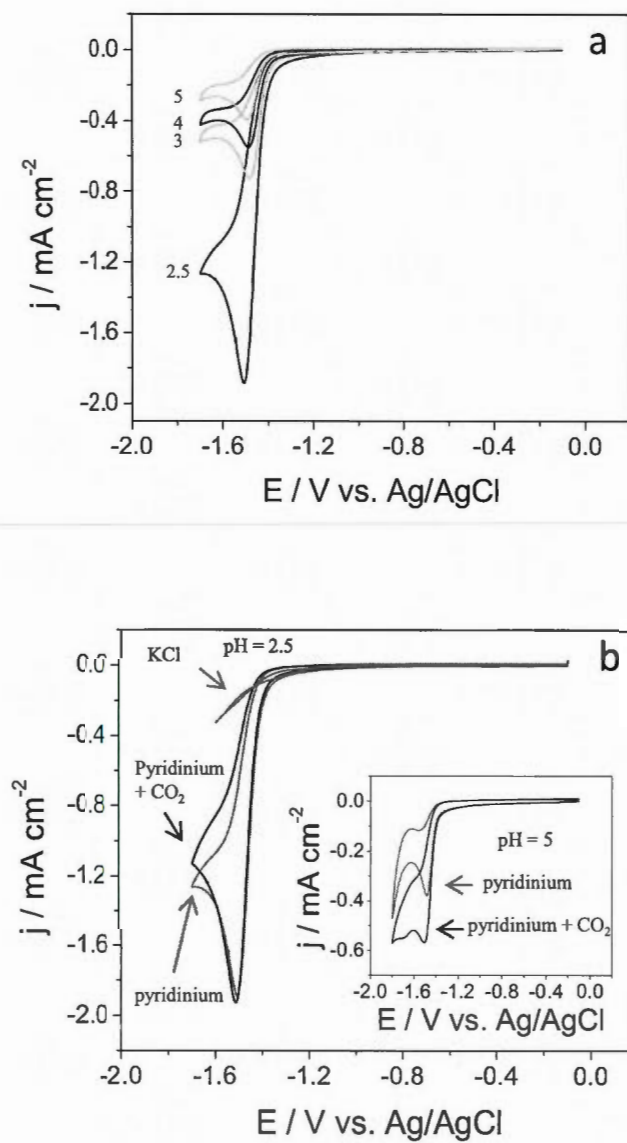 a
0.0
-0.4
-0.8
-1.2
-1.6
-2.0
5
4
3
2.5
j / mA cm-2
-2.0 -1.6 -1.2 -0.8 -0.4 0.0
E / V vs. Ag/AgCl
b
pH = 2.5
KCl
0.0
-0.4
-0.8
-1.2
-1.6
-2.0
Pyridinium
+ CO2
pyridinium
j / mA cm-2
0.0
-0.2
-0.4
-0.6
j / mA cm-2
pH = 5
pyridinium
pyridinium + CO2
-2.0 -1.6 -1.2 -0.8 -0.4 0.0
E / V vs. Ag/AgCl
-2.0 -1.6 -1.2 -0.8 -0.4 0.0
E / V vs. Ag/AgCl